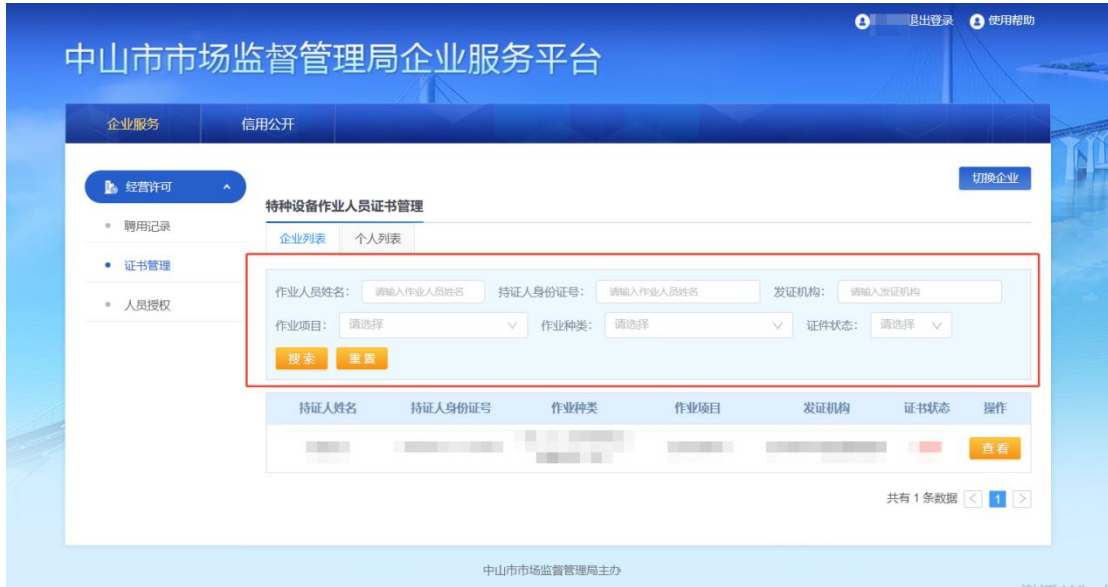 退出登录 使用帮助
中山市市场监督管理局企业服务平台
企业服务 信用公开
经营许可
切换企业
聘用记录
特种设备作业人员证书管理
企业列表 个人列表
证书管理
人员授权
作业人员姓名： 请输入作业人员姓名 持证人身份证号： 请输入作业人员姓名 发证机构： 请输入发证机构
作业项目： 请选择 作业种类： 请选择 证件状态： 请选择
搜索 重置
持证人姓名 持证人身份证号 作业种类 作业项目 发证机构 证书状态 操作
查看
共有 1 条数据 < 1 >
中山市市场监督管理局主办